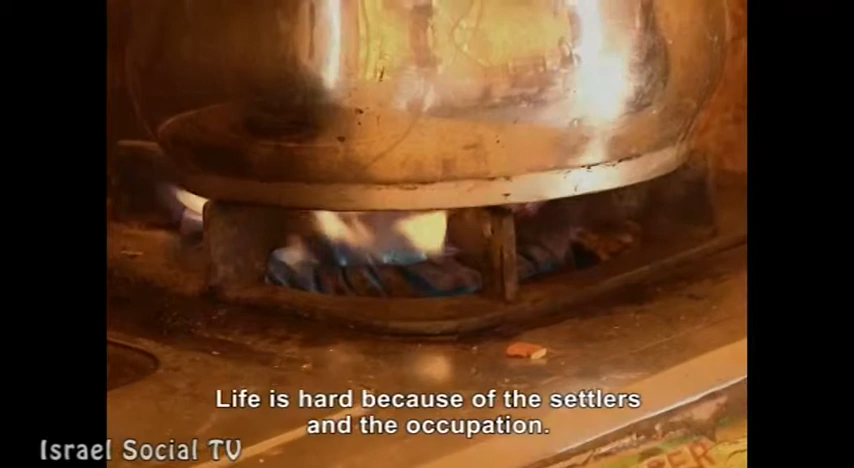 Life is hard because of the settlers
and the occupation.
Israel Social TV